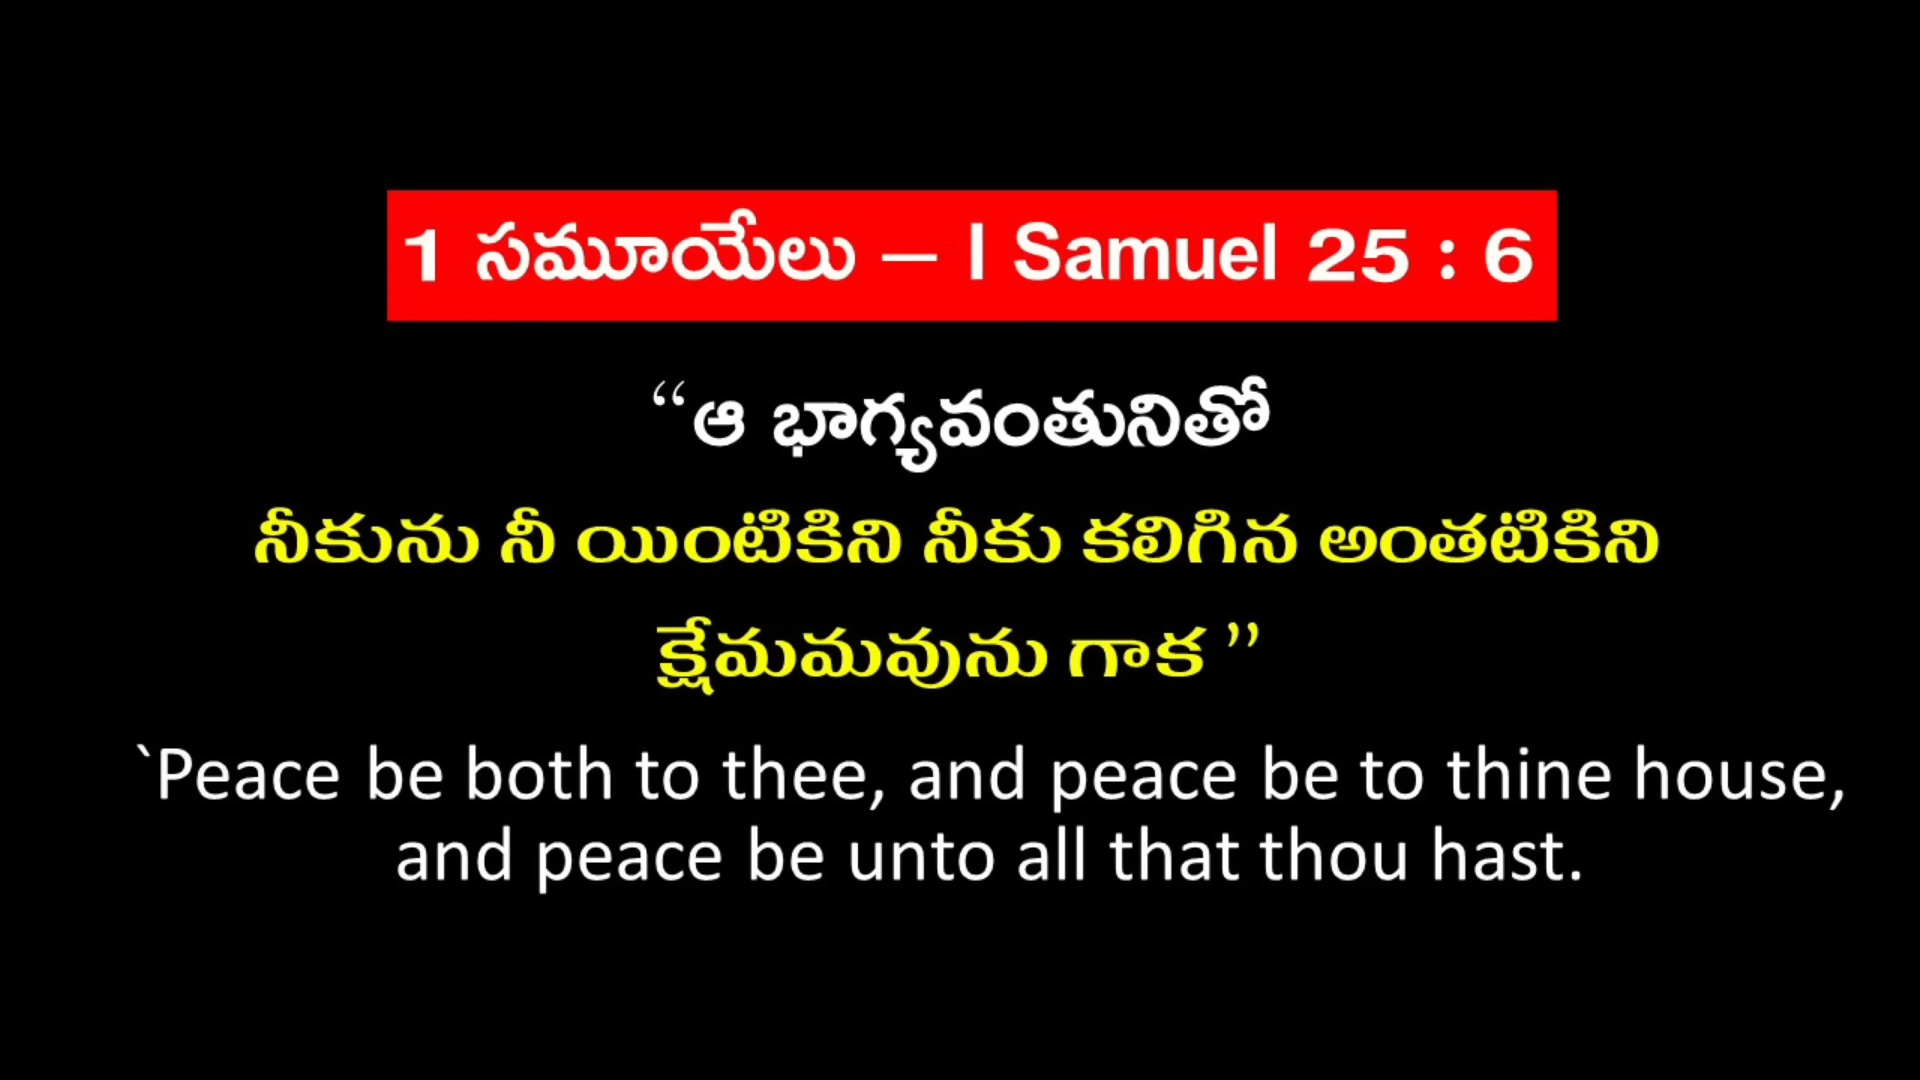 1 సమూయేలు – I Samuel 25 : 6
“ఆ భాగ్యవంతునితో
నీకును నీ యింటికిని నీకు కలిగిన అంతటికిని
క్షేమమవును గాక ”
`Peace be both to thee, and peace be to thine house,
and peace be unto all that thou hast.